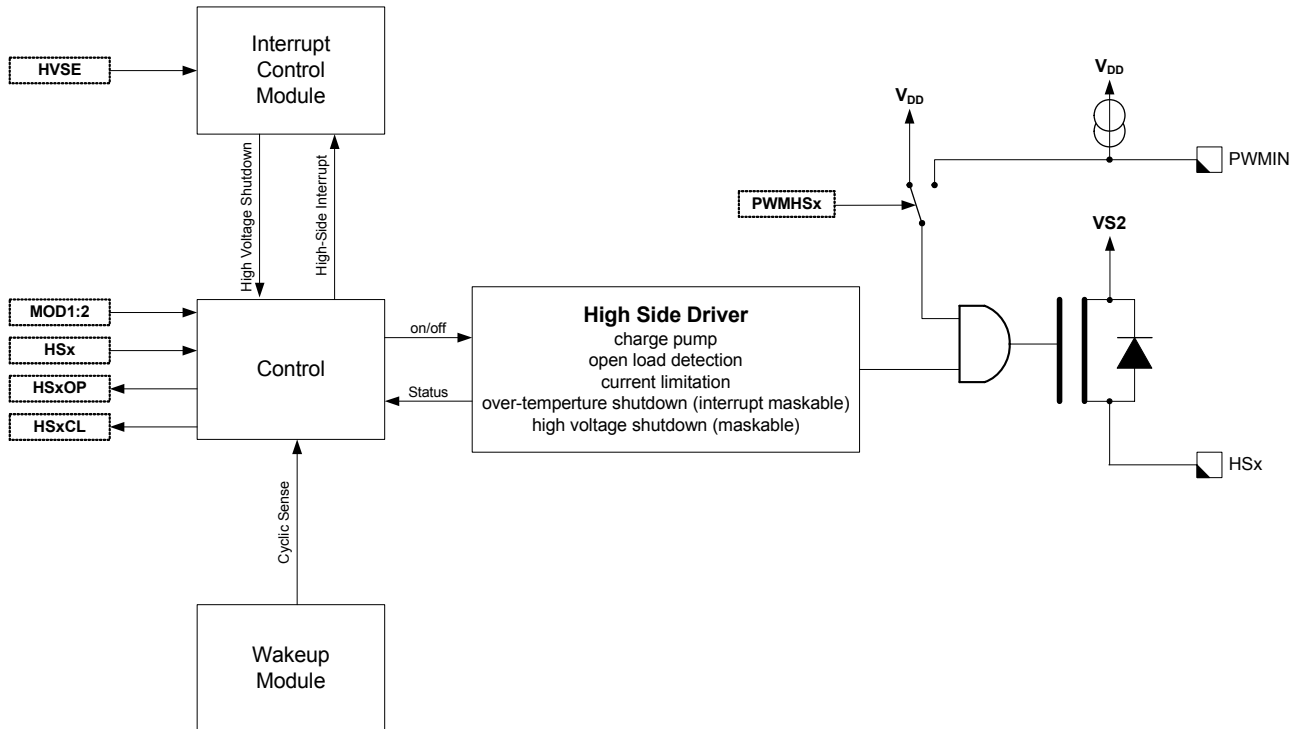 Interrupt
Control
Module
HVSE
High Voltage Shutdown
High-Side Interrupt
VDD
VDD
PWMIN
PWMHSx
VS2
MOD1:2
HSx
HSxOP
HSxCL
Control
on/off
Status
High Side Driver
charge pump
open load detection
current limitation
over-temperture shutdown (interrupt maskable)
high voltage shutdown (maskable)
HSx
Cyclic Sense
Wakeup
Module